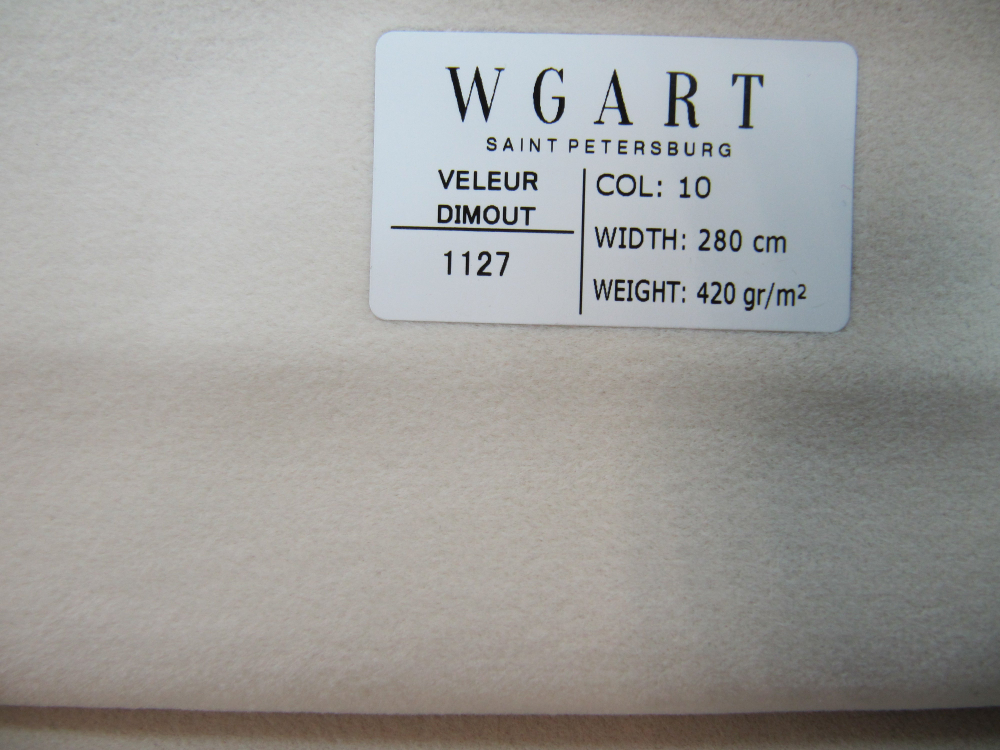 WGART
SAINT PETERSBURG
VELEUR
DIMOUT
1127
COL: 10
WIDTH: 280 cm
WEIGHT: 420 gr/m²